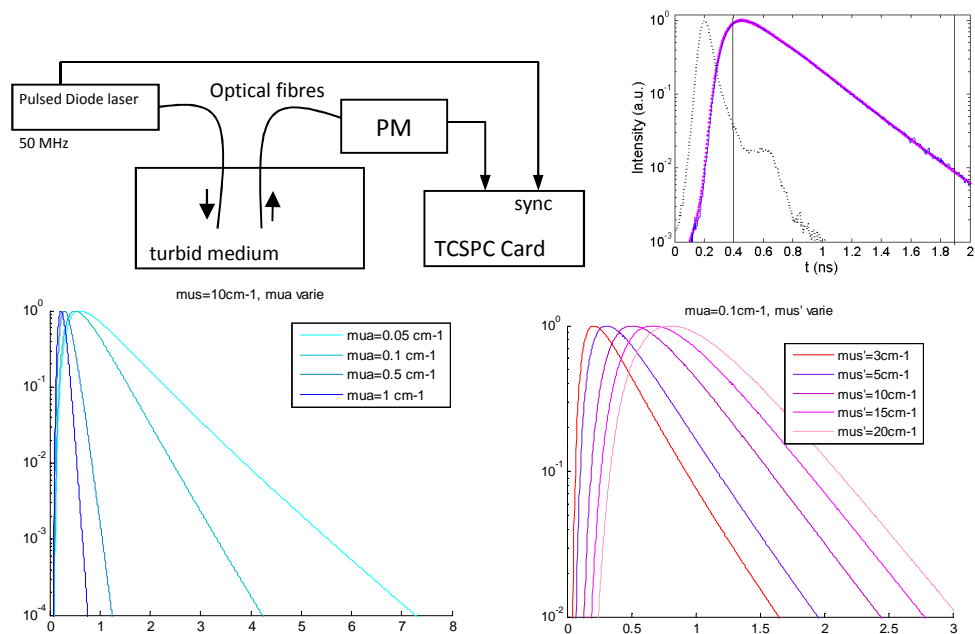 Pulsed Diode laser
50 MHz
Optical fibres
PM
turbid medium
sync
TCSPC Card
10^0
10^-1
10^-2
10^-3
Intensity (a.u.)
0 0.2 0.4 0.6 0.8 1 1.2 1.4 1.6 1.8 2
t (ns)
mus=10cm-1, mua varie
10^0
10^-1
10^-2
10^-3
10^-4
mua=0.05 cm-1
mua=0.1 cm-1
mua=0.5 cm-1
mua=1 cm-1
0 1 2 3 4 5 6 7 8
mua=0.1cm-1, mus' varie
10^0
10^-1
10^-2
mus'=3cm-1
mus'=5cm-1
mus'=10cm-1
mus'=15cm-1
mus'=20cm-1
0 0.5 1 1.5 2 2.5 3